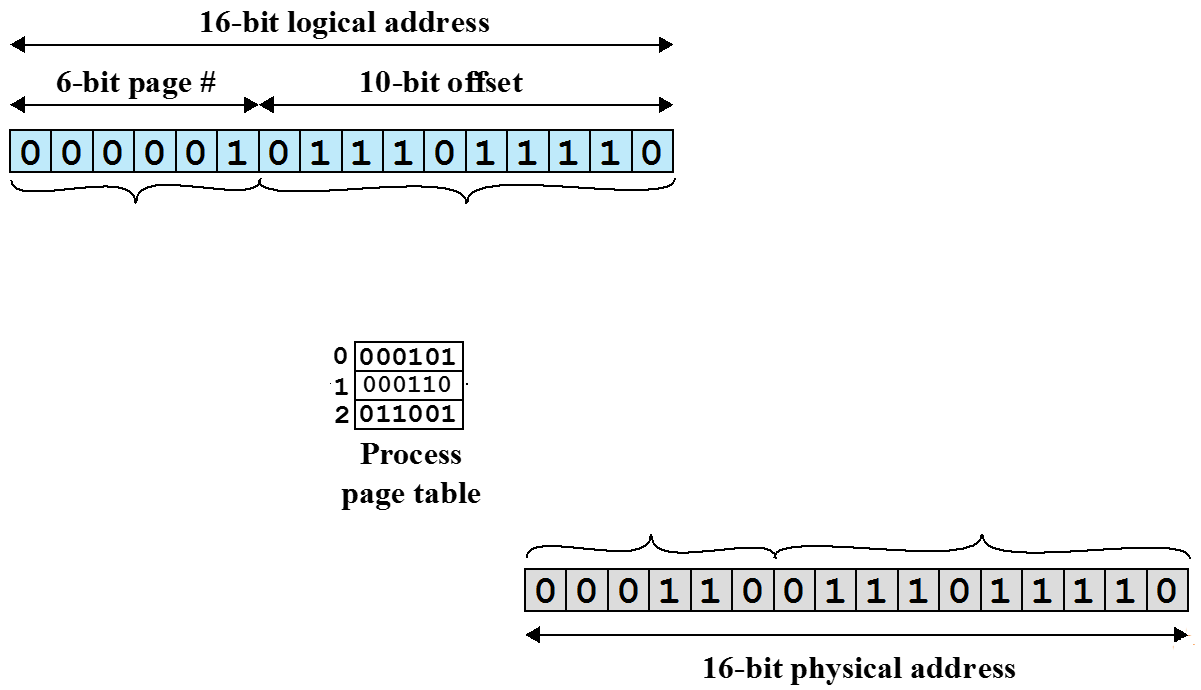 16-bit logical address
6-bit page # 10-bit offset
0 0 0 0 0 1 0 1 1 1 0 1 1 1 1 0
0 000101
1 000110
2 011001
Process
page table
0 0 0 1 1 0 0 1 1 1 0 1 1 1 1 0
16-bit physical address